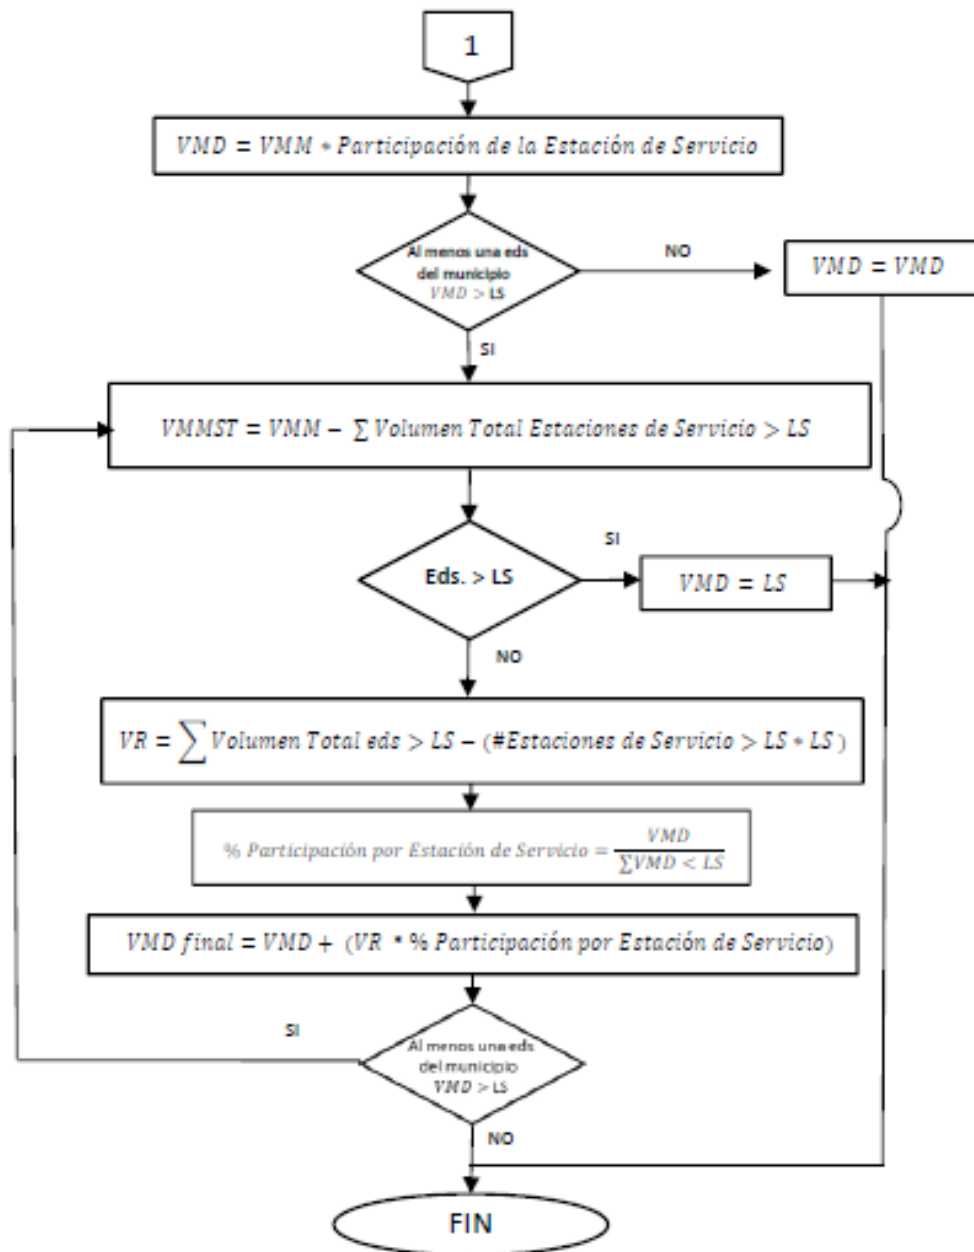 1
VMD = VMM * Participación de la Estación de Servicio
Al menos una eds
del municipio
VMD > LS
NO
VMD = VMD
SI
VMMST = VMM − ∑ Volumen Total Estaciones de Servicio > LS
Eds. > LS
SI
VMD = LS
NO
VR = ∑ Volumen Total eds > LS − (#Estaciones de Servicio > LS * LS )
% Participación por Estación de Servicio = VMD
∑VMD < LS
VMD final = VMD + (VR * % Participación por Estación de Servicio)
SI
Al menos una eds
del municipio
VMD > LS
NO
FIN